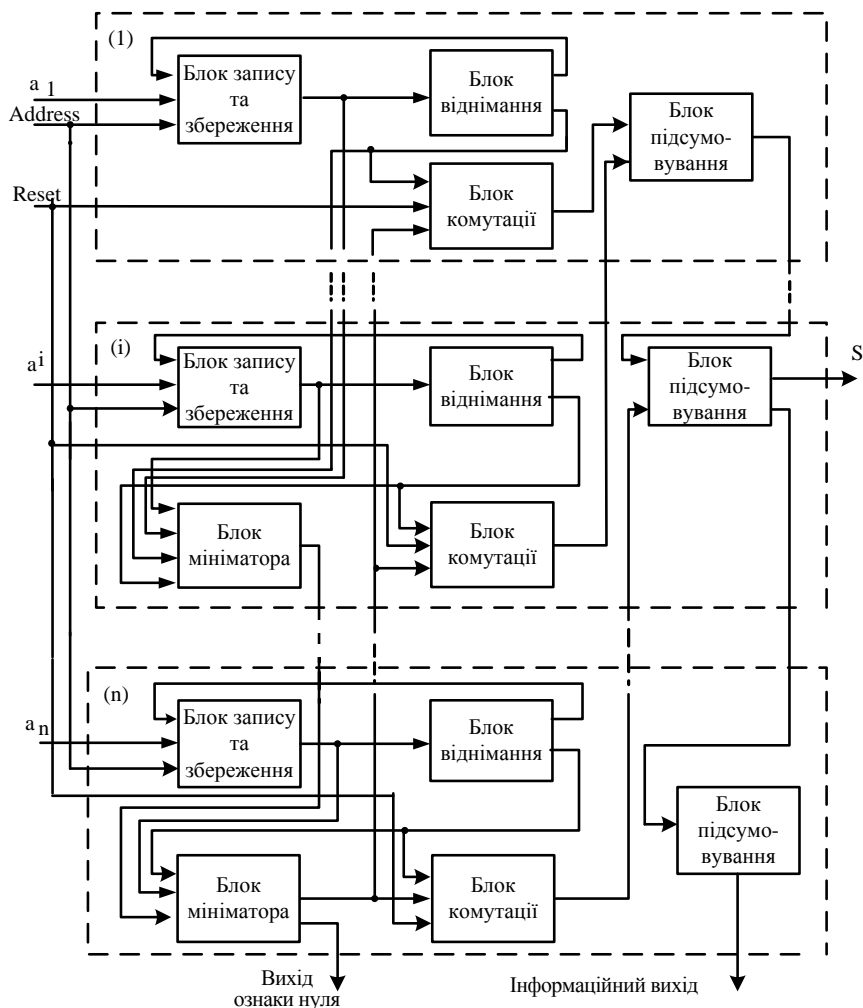 (1)
a 1
Address
Reset
Блок запису
та
збереження
Блок
віднімання
Блок
підсумо-
вування
Блок
комутації
(i)
a i
Блок запису
та
збереження
Блок
віднімання
Блок
підсумо-
вування
S
Блок
мініматора
Блок
комутації
(n)
a n
Блок запису
та
збереження
Блок
віднімання
Блок
підсумо-
вування
Блок
мініматора
Блок
комутації
Вихід
ознаки нуля
Інформаційний вихід